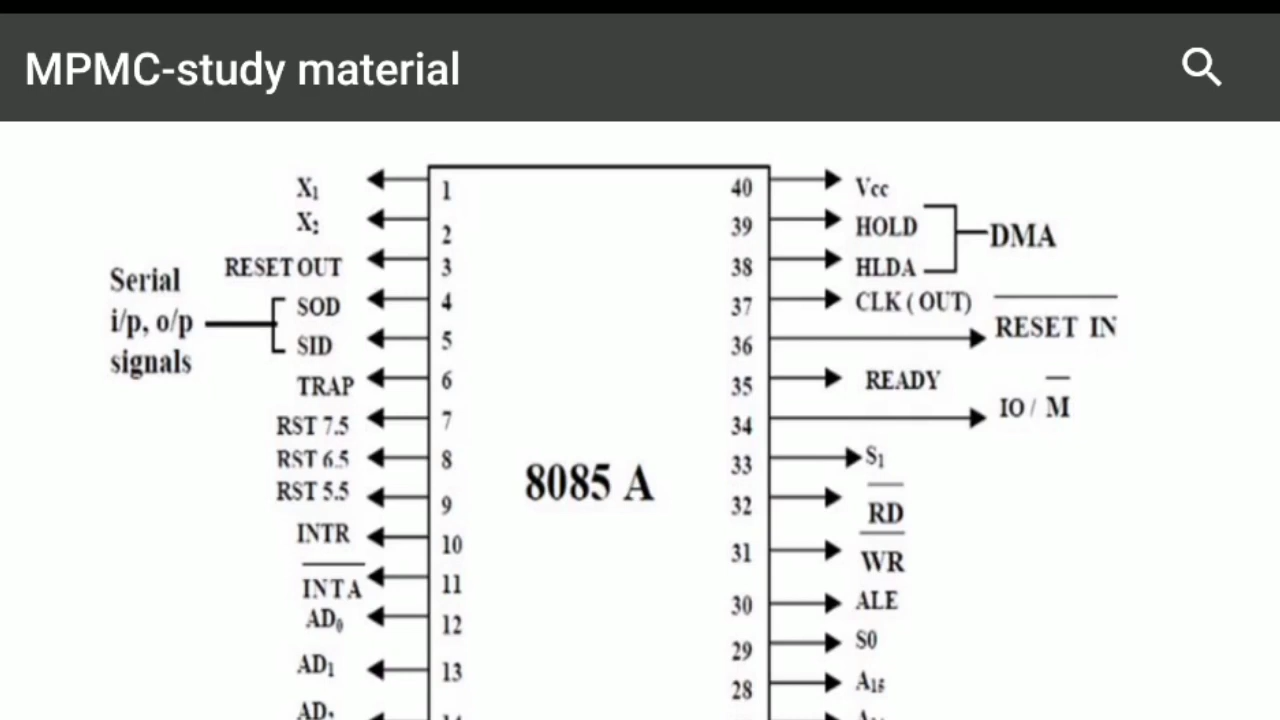 MPMC-study material
X1 1 40 Vcc
X2 2 39 HOLD
DMA
RESET OUT 3 38 HLDA
Serial
i/p, o/p
signals
SOD 4 37 CLK ( OUT)
SID 5 36 RESET IN
TRAP 6 35 READY
RST 7.5 7 34 IO / M
RST 6.5 8 33 S1
RST 5.5 9 32 RD
8085 A
INTR 10 31 WR
INTA 11 30 ALE
AD0 12 29 S0
AD1 13 28 A15